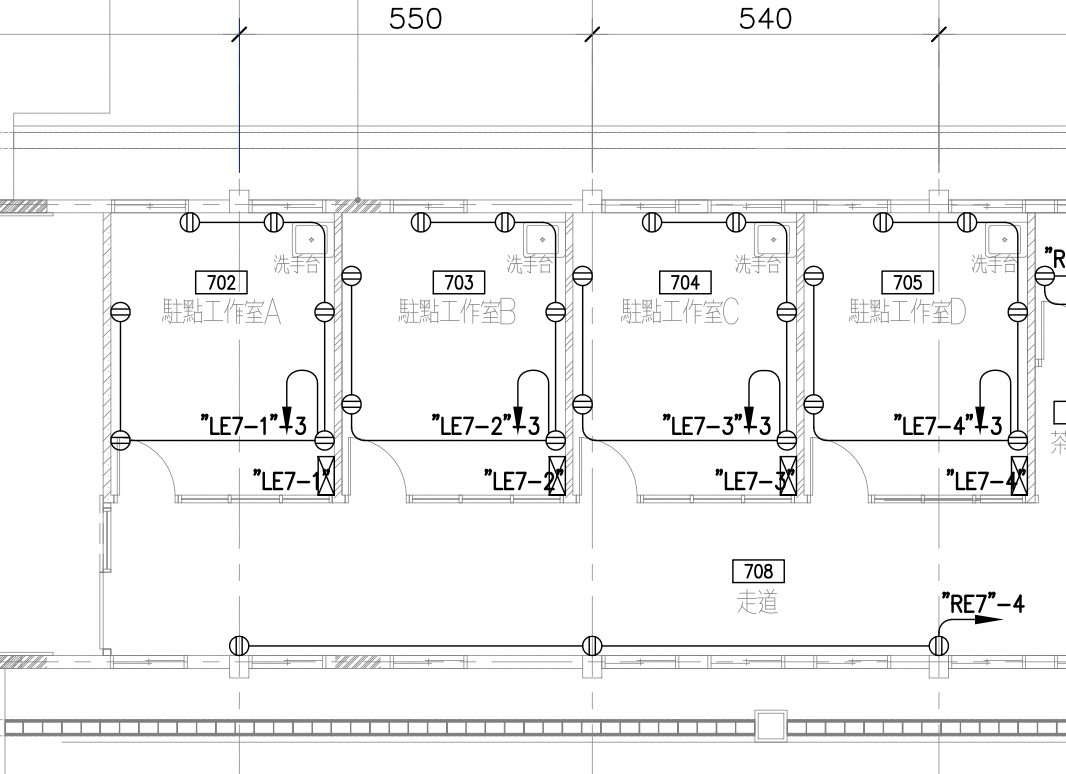 550
540
洗手台
洗手台
洗手台
洗手台
"R
702
703
704
705
駐點工作室A
駐點工作室B
駐點工作室C
駐點工作室D
"LE7-1"-3
"LE7-2"-3
"LE7-3"-3
"LE7-4"-3
茶
"LE7-1"
"LE7-2"
"LE7-3"
"LE7-4"
708
走道
"RE7"-4